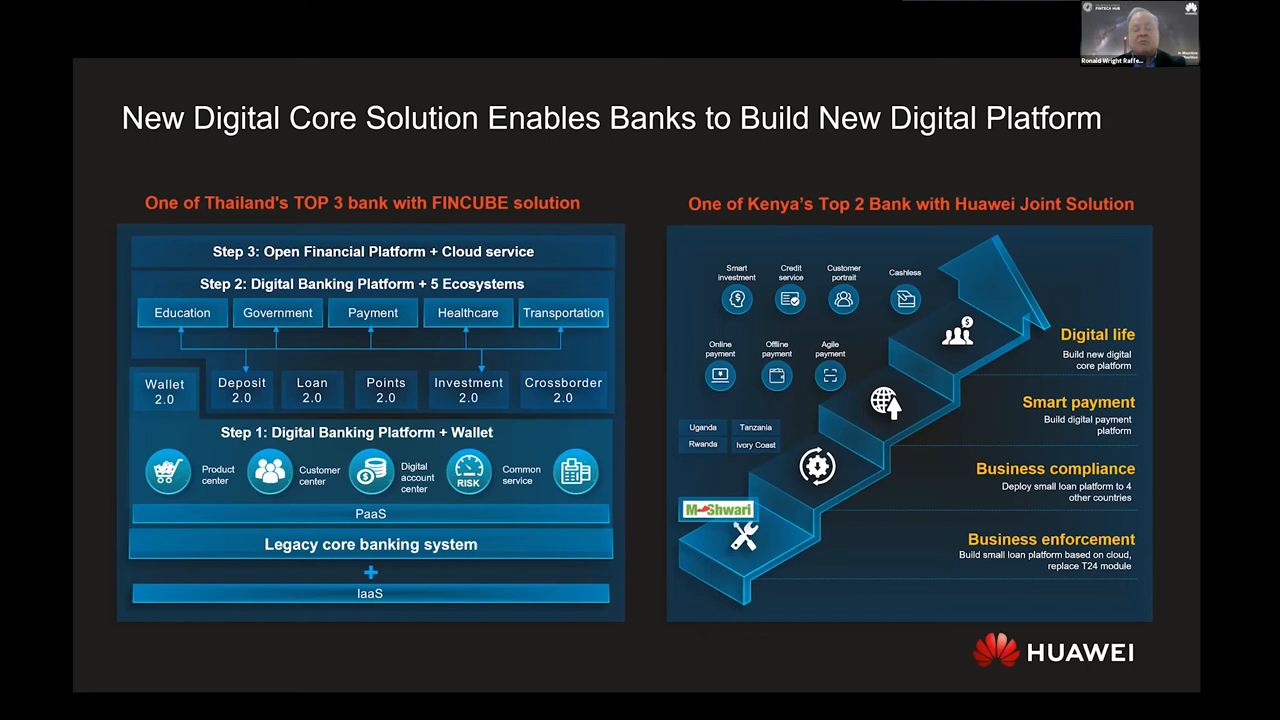 FINTECH HUB
HUAWEI
Ronald Wright Raffe...
New Digital Core Solution Enables Banks to Build New Digital Platform
One of Thailand's TOP 3 bank with FINCUBE solution
Step 3: Open Financial Platform + Cloud service
Step 2: Digital Banking Platform + 5 Ecosystems
Education
Government
Payment
Healthcare
Transportation
Wallet
2.0
Deposit
2.0
Loan
2.0
Points
2.0
Investment
2.0
Crossborder
2.0
Step 1: Digital Banking Platform + Wallet
Product
center
Customer
center
Digital
account
center
RISK
Common
service
PaaS
Legacy core banking system
+
IaaS
One of Kenya’s Top 2 Bank with Huawei Joint Solution
Smart
investment
Credit
service
Customer
portrait
Cashless
Online
payment
Offline
payment
Agile
payment
Uganda
Tanzania
Rwanda
Ivory Coast
M-Shwari
Digital life
Build new digital
core platform
Smart payment
Build digital payment
platform
Business compliance
Deploy small loan platform to 4
other countries
Business enforcement
Build small loan platform based on cloud,
replace T24 module
HUAWEI